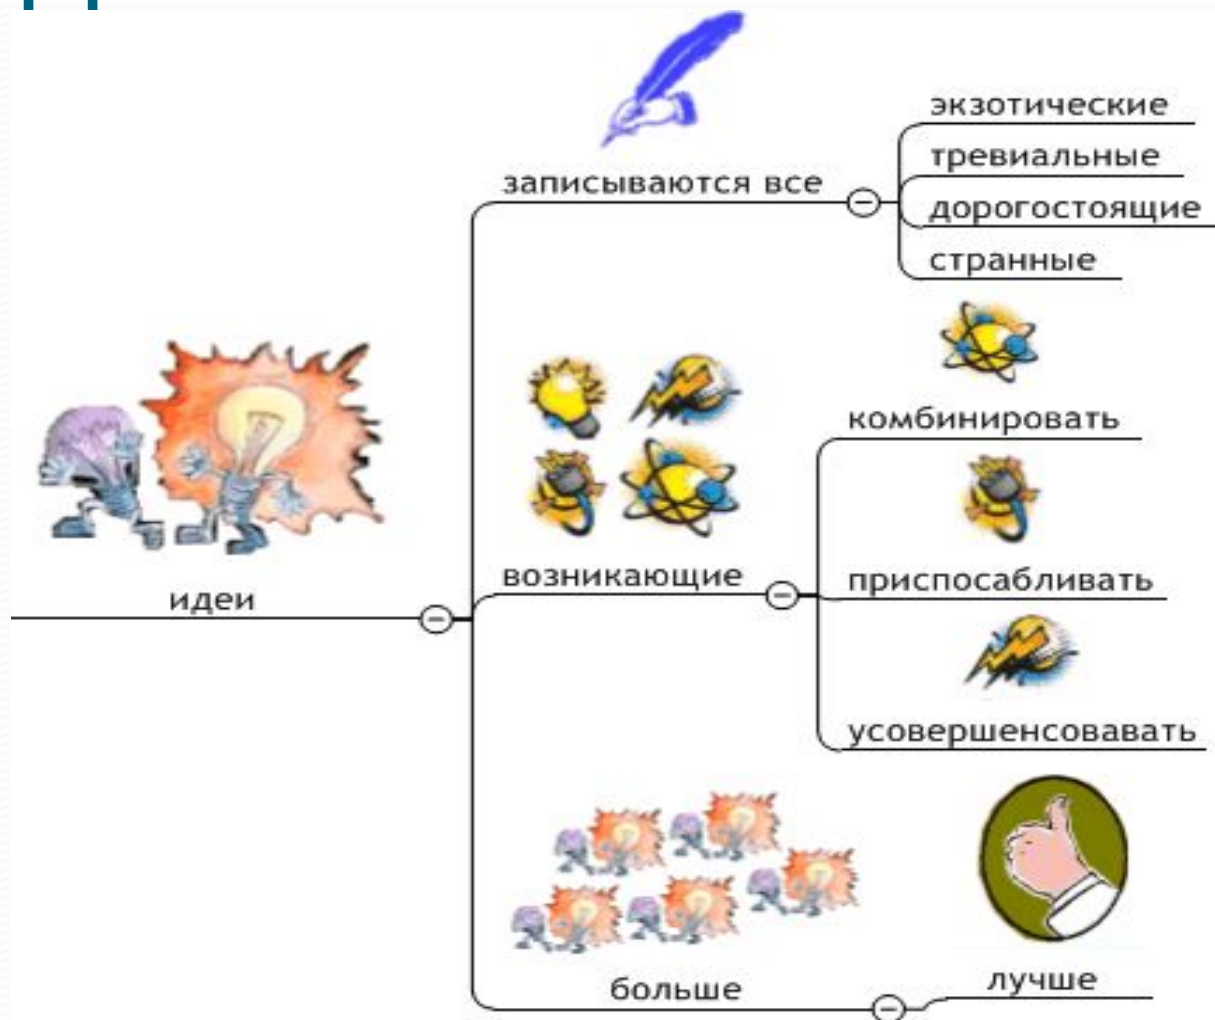 записываются все
экзотические
тревиальные
дорогостоящие
странные
идеи
возникающие
комбинировать
приспосабливать
усовершенсовавать
больше
лучше